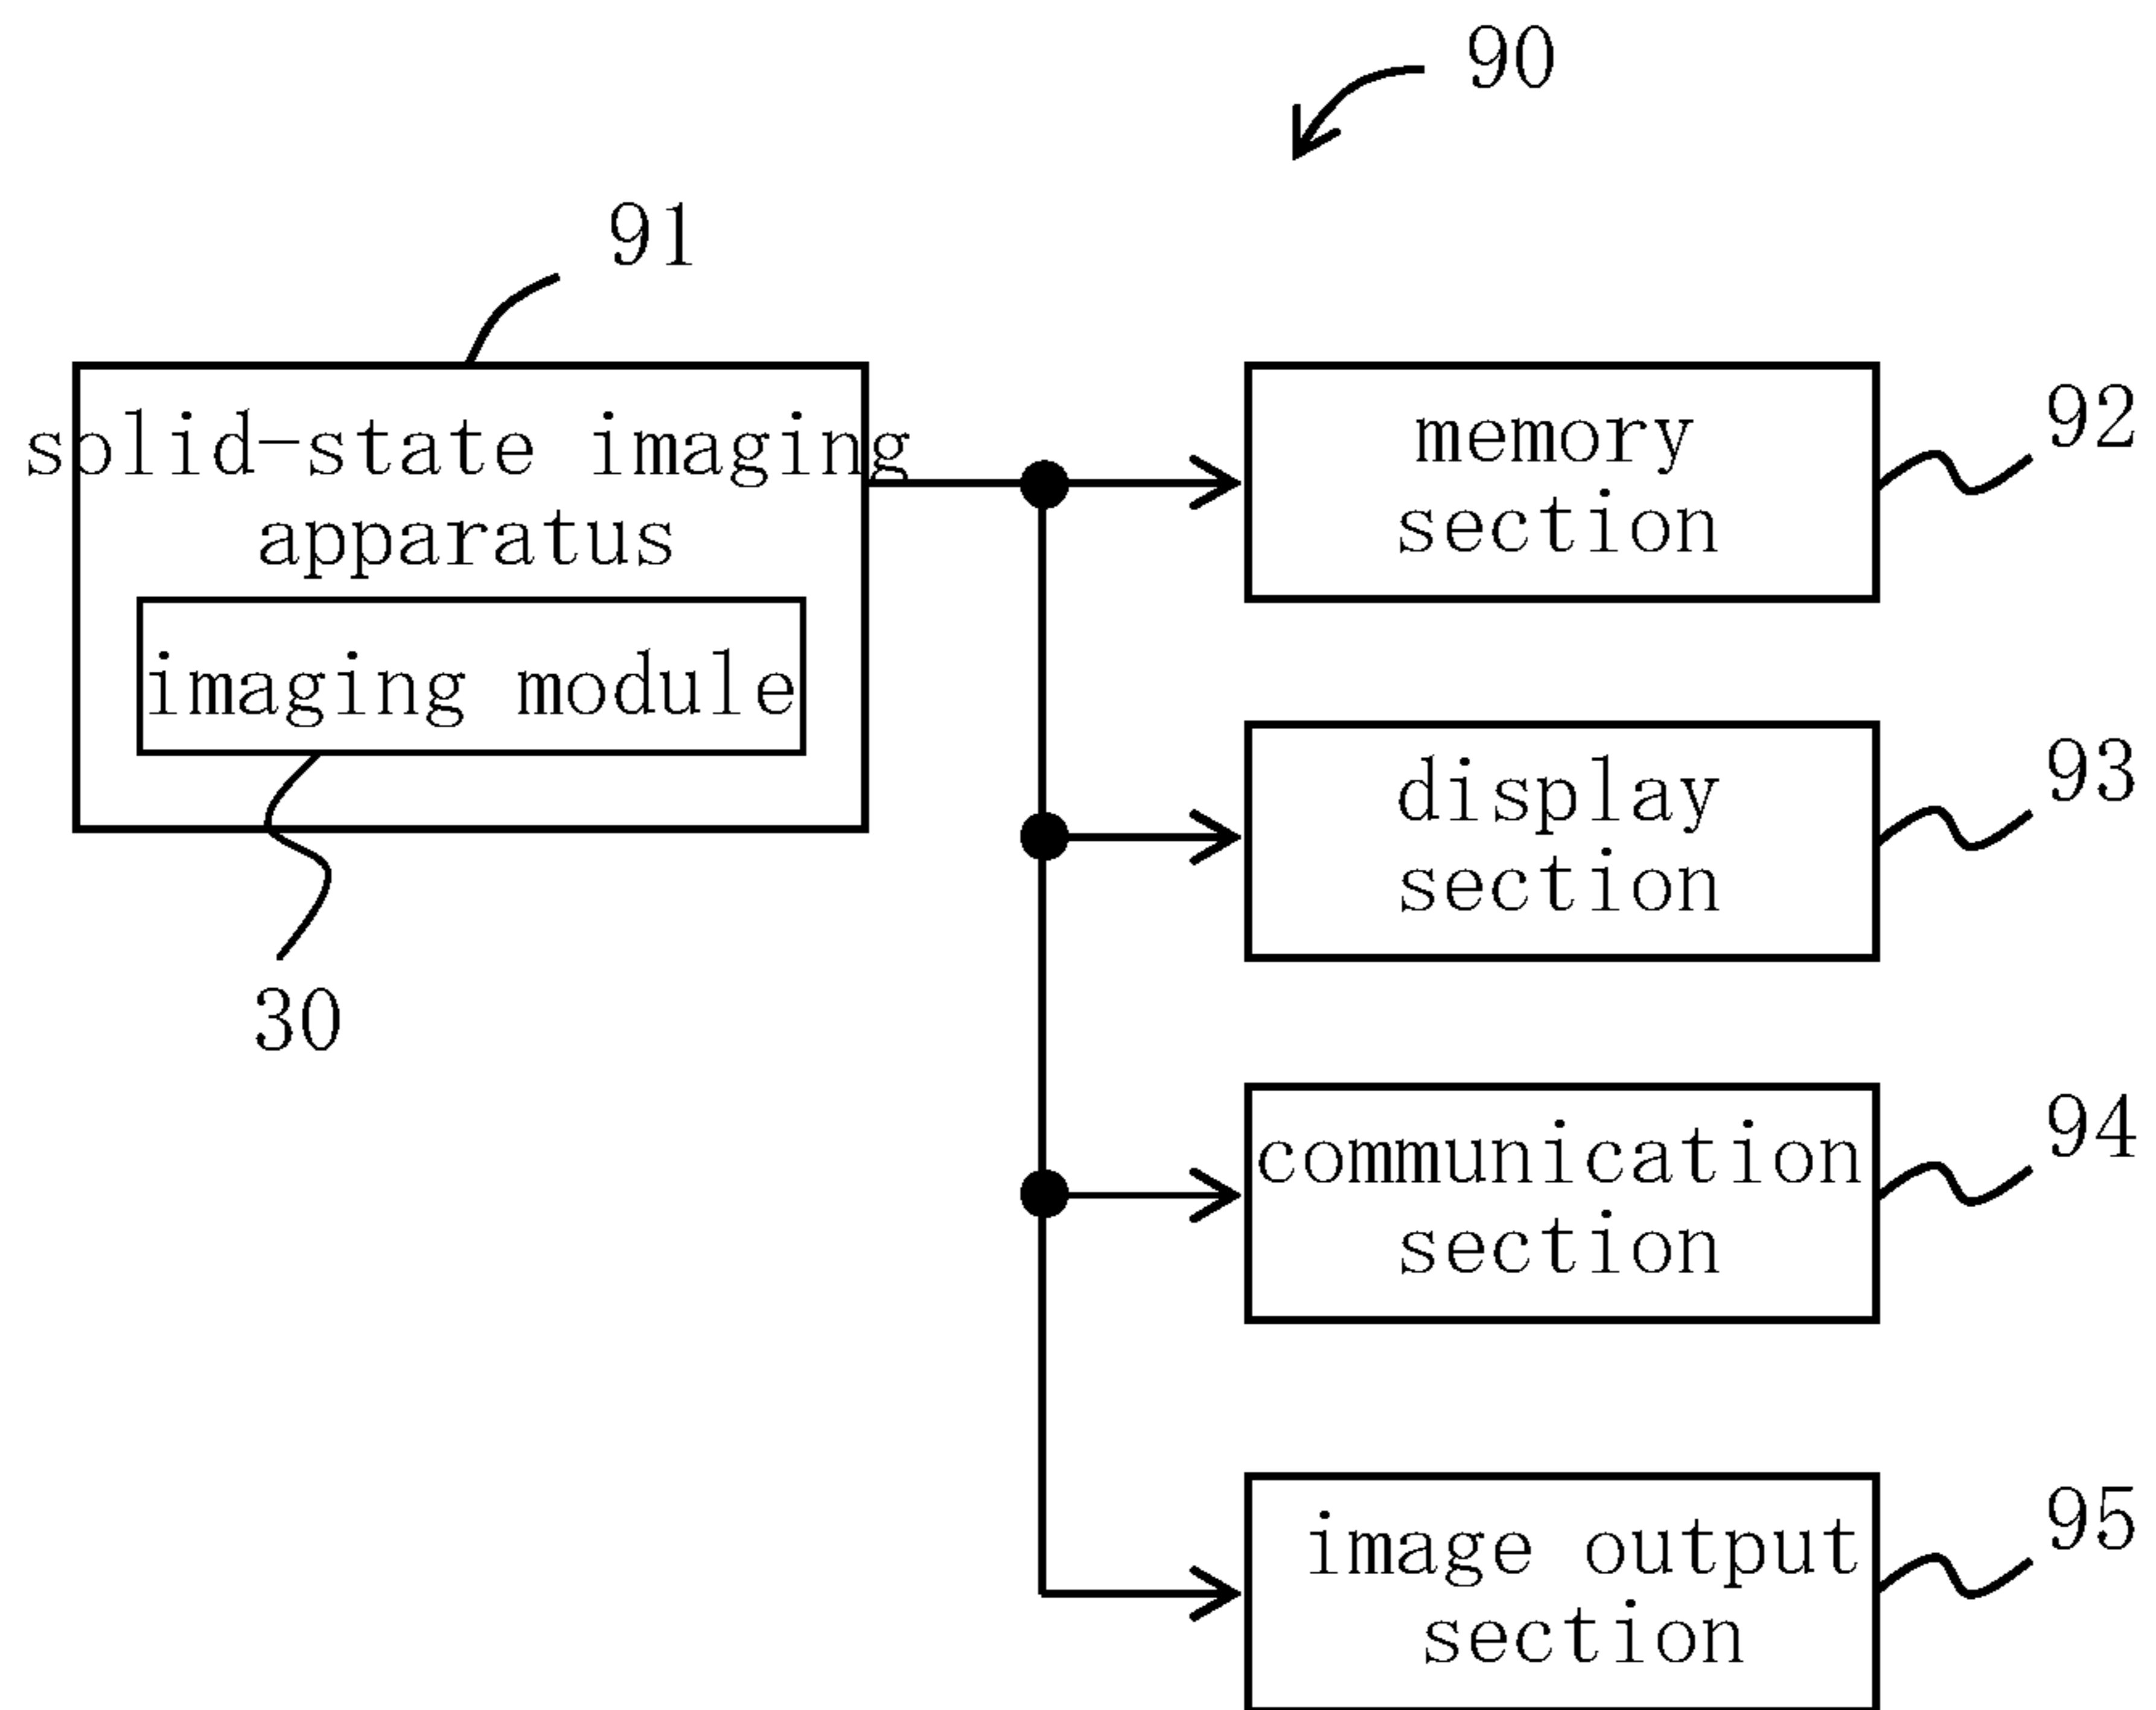 90
91
solid-state imaging
apparatus
imaging module
30
memory
section
92
display
section
93
communication
section
94
image output
section
95